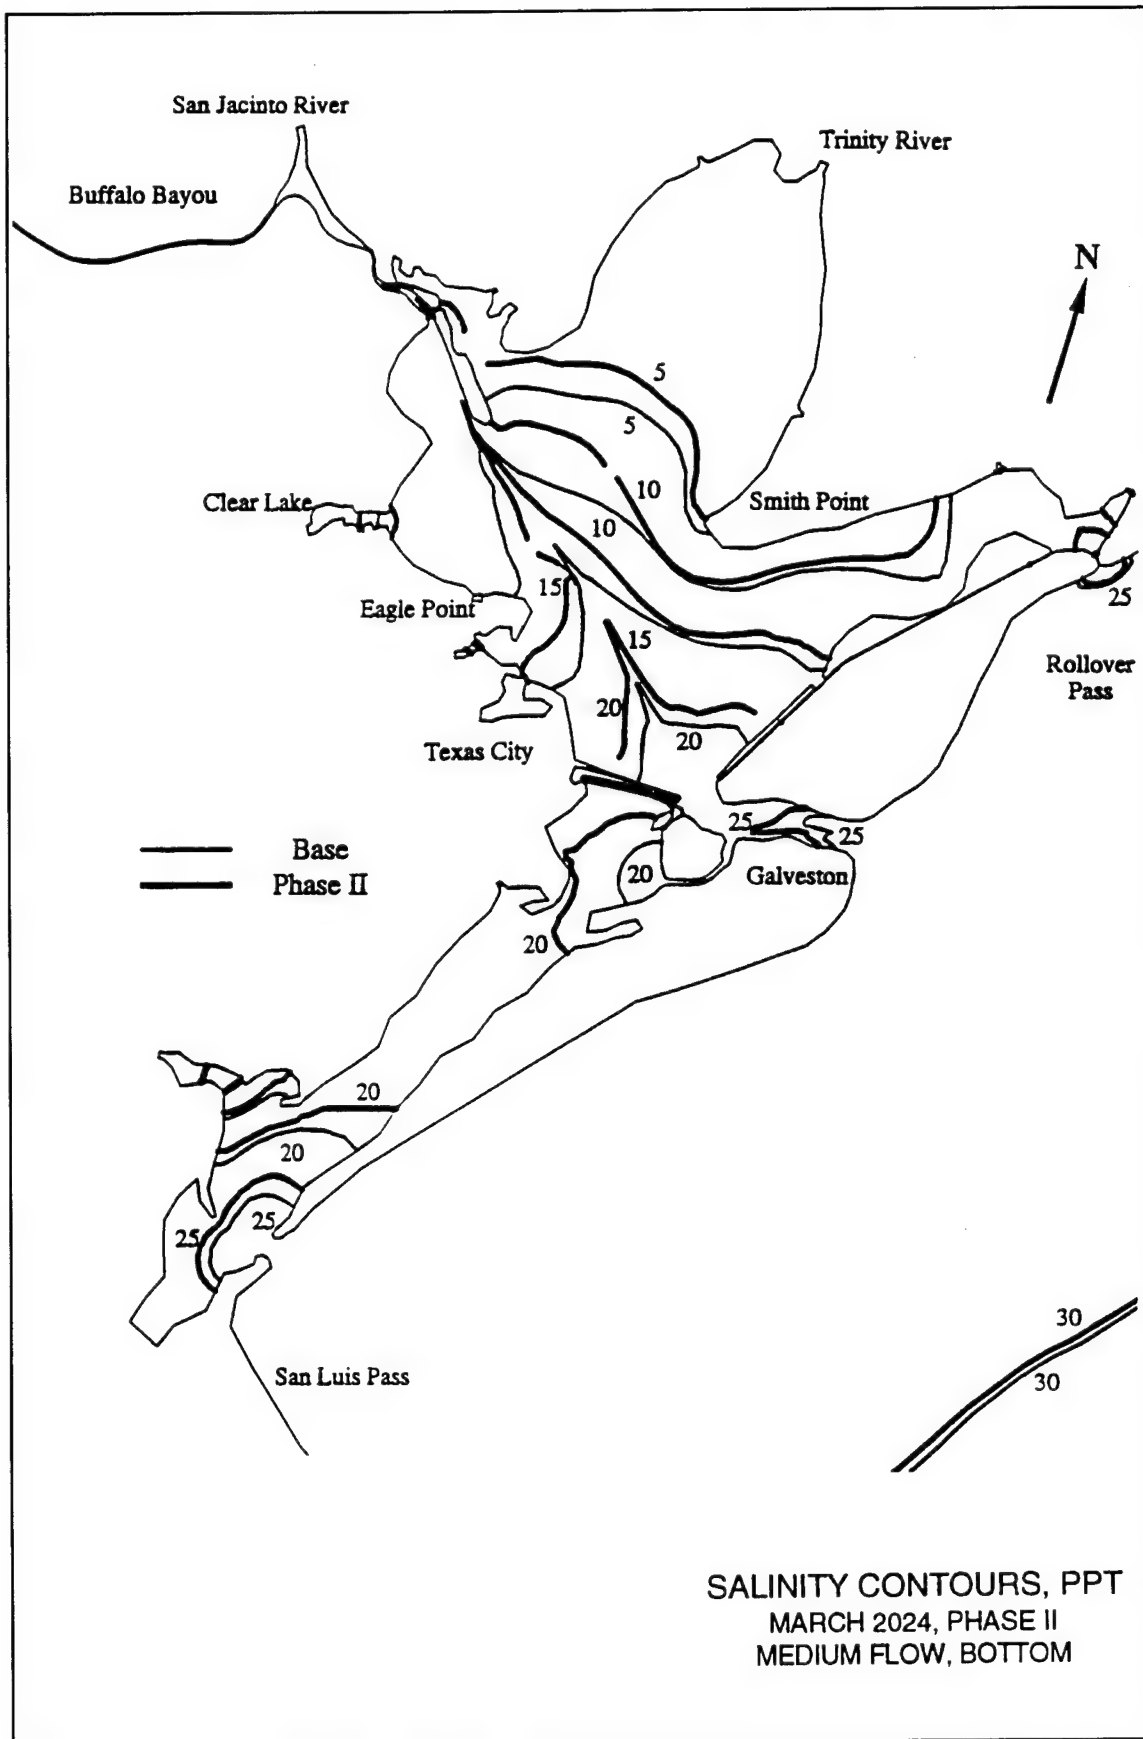 San Jacinto River
Trinity River
Buffalo Bayou
N
5
5
10
Clear Lake
Smith Point
10
15
25
Eagle Point
15
Rollover
Pass
20
20
Texas City
25
25
Base
20
Galveston
Phase II
20
20
20
25
25
30
San Luis Pass
30
SALINITY CONTOURS, PPT
MARCH 2024, PHASE II
MEDIUM FLOW, BOTTOM